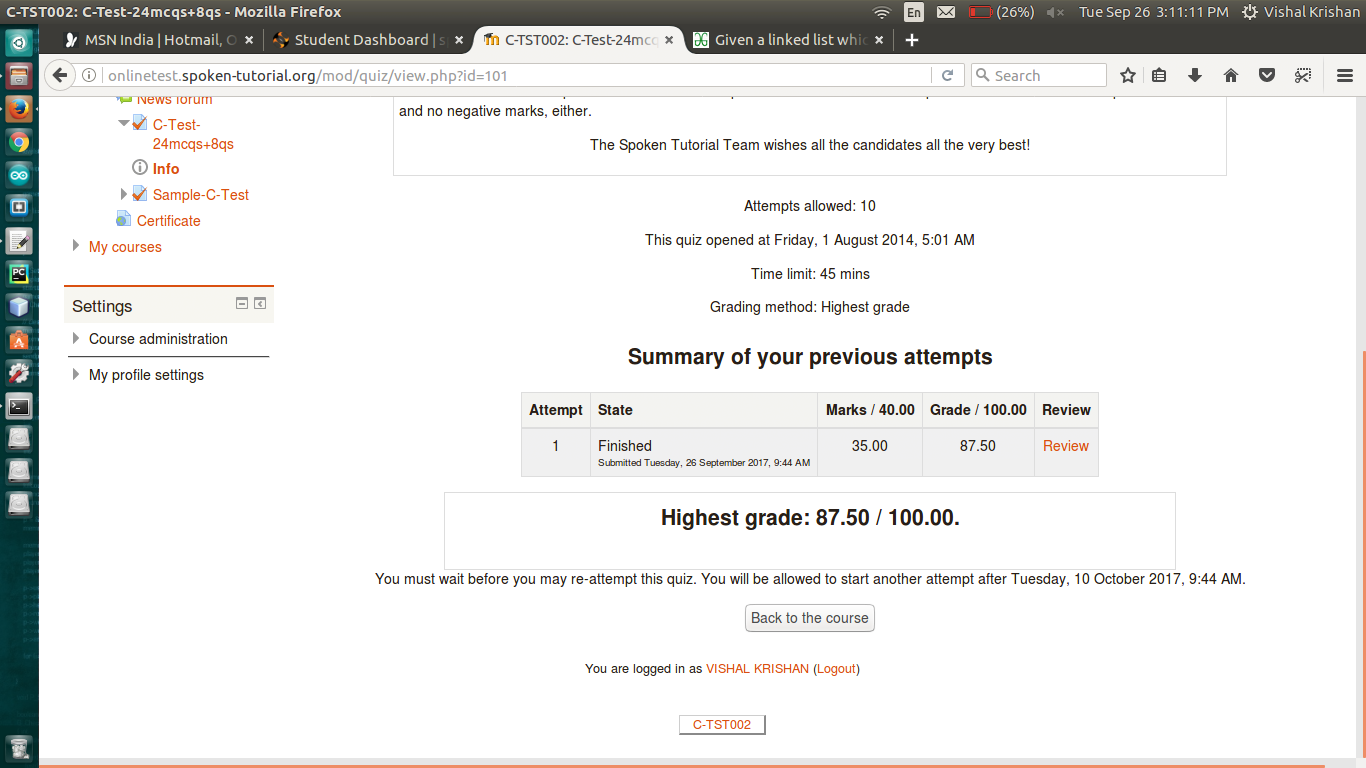 C-TST002: C-Test-24mcqs+8qs - Mozilla Firefox
En
(26%)
Tue Sep 26 3:11:11 PM
Vishal Krishan
MSN India | Hotmail, O
Student Dashboard | s
C-TST002: C-Test-24mcq
Given a linked list whic
onlinetest.spoken-tutorial.org/mod/quiz/view.php?id=101
Search
News forum
C-Test-
24mcqs+8qs
Info
Sample-C-Test
Certificate
My courses
Settings
Course administration
My profile settings
and no negative marks, either.
The Spoken Tutorial Team wishes all the candidates all the very best!
Attempts allowed: 10
This quiz opened at Friday, 1 August 2014, 5:01 AM
Time limit: 45 mins
Grading method: Highest grade
Summary of your previous attempts
Attempt State Marks / 40.00 Grade / 100.00 Review
1 Finished 35.00 87.50 Review
Submitted Tuesday, 26 September 2017, 9:44 AM
Highest grade: 87.50 / 100.00.
You must wait before you may re-attempt this quiz. You will be allowed to start another attempt after Tuesday, 10 October 2017, 9:44 AM.
Back to the course
You are logged in as VISHAL KRISHAN (Logout)
C-TST002
PC